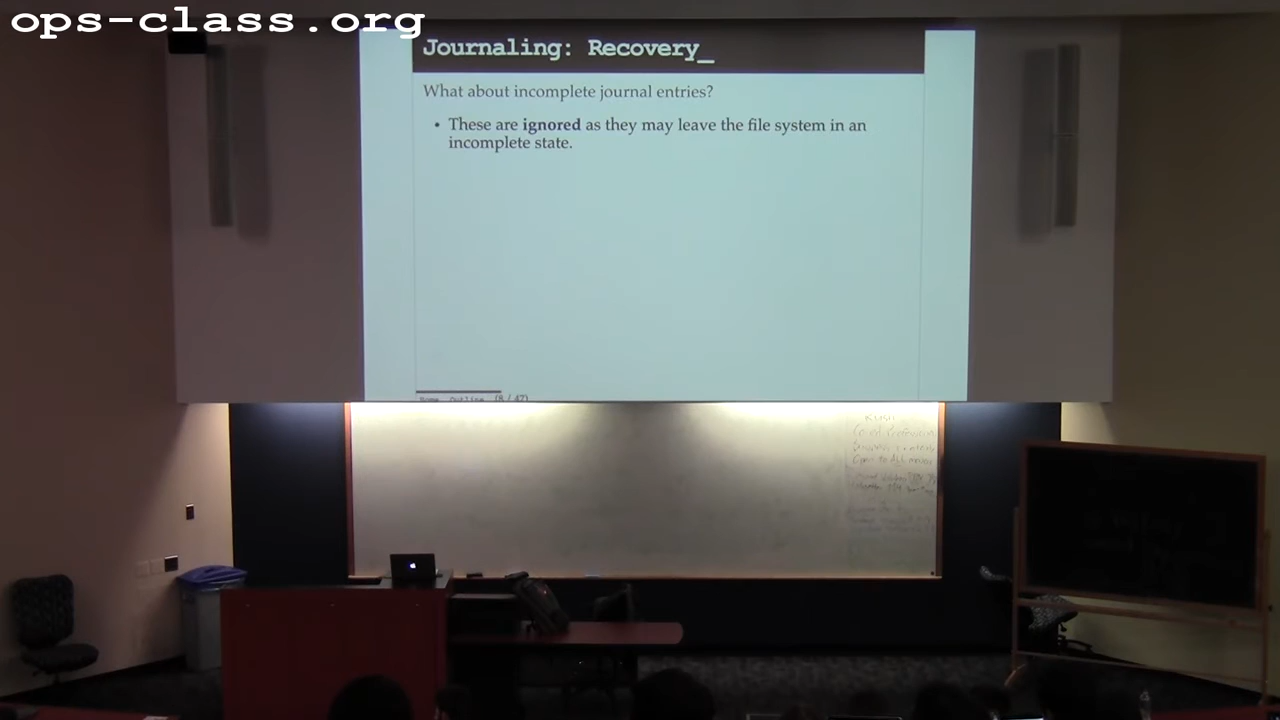 ops-class.org
Journaling: Recovery_
What about incomplete journal entries?
• These are ignored as they may leave the file system in an
incomplete state.